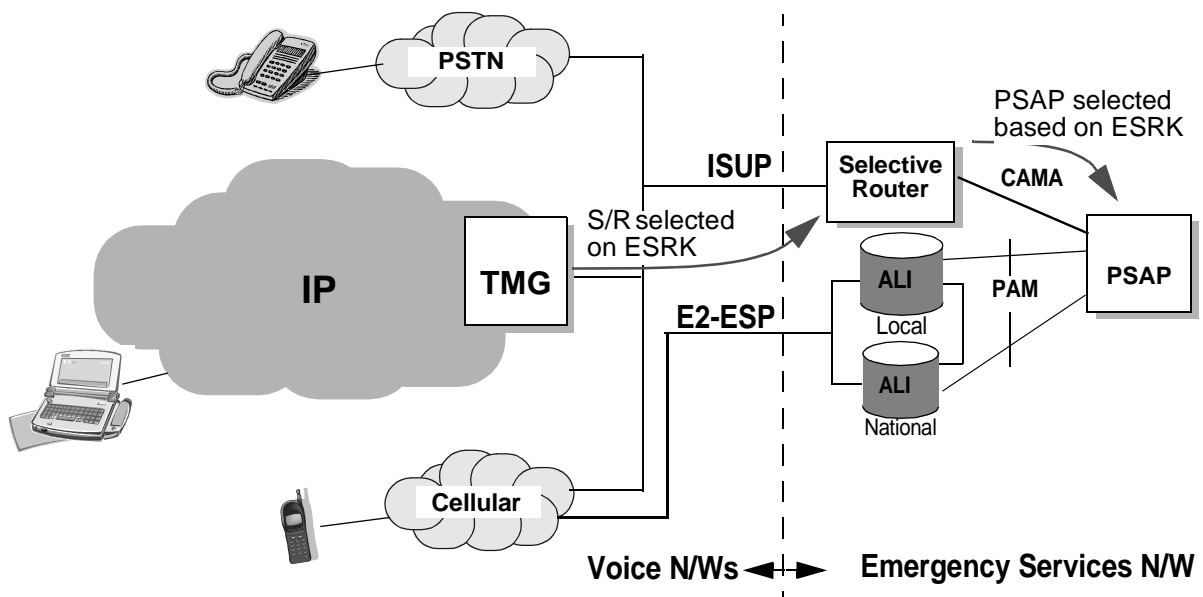 PSTN
PSAP selected
based on ESRK
ISUP
Selective
Router
CAMA
S/R selected
on ESRK
IP
TMG
ALI
Local
PAM
PSAP
E2-ESP
ALI
National
Cellular
Voice N/Ws
Emergency Services N/W